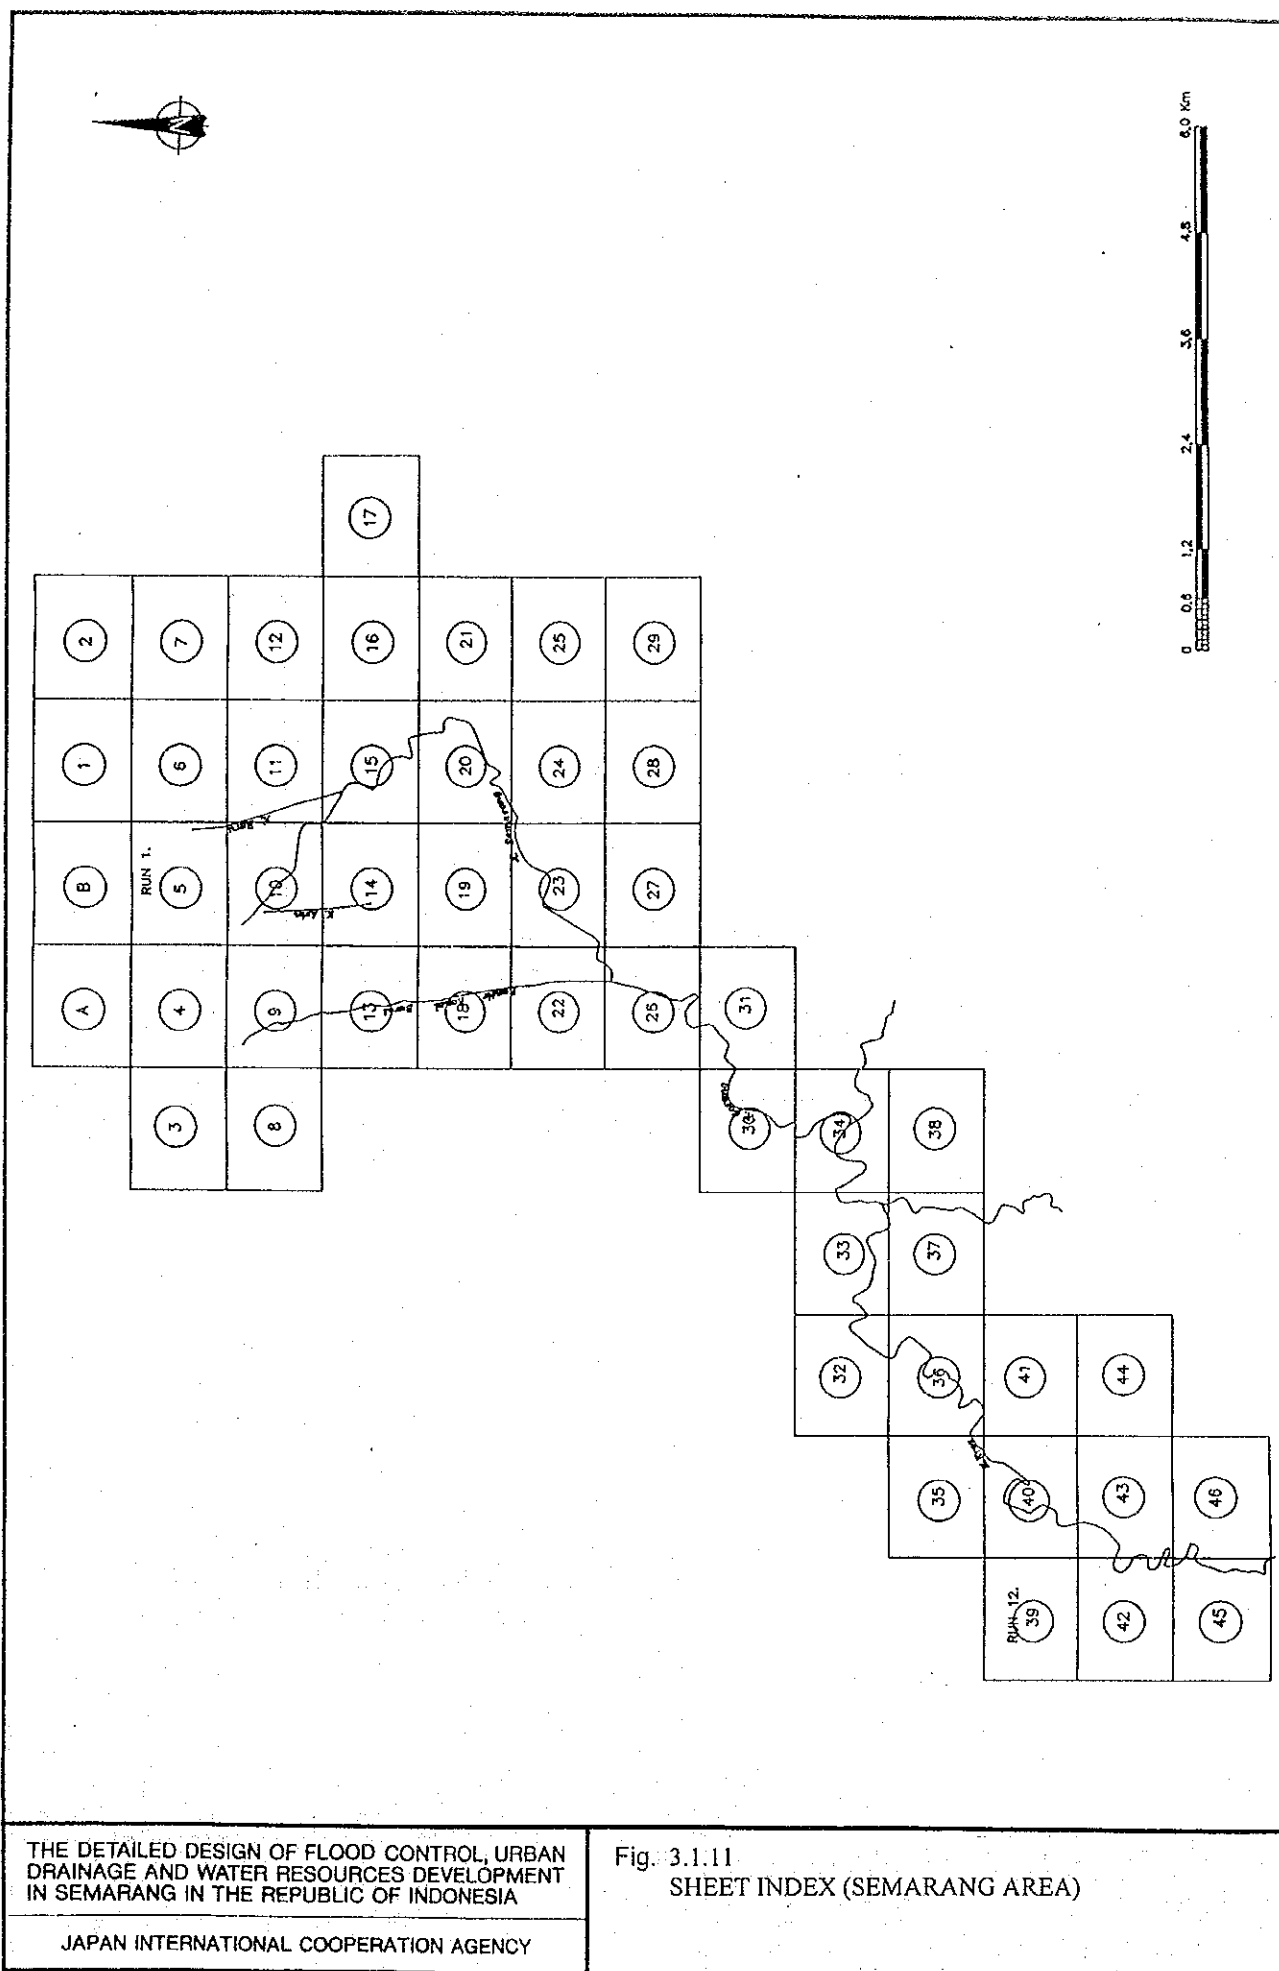 N
6.0 Km
4.8
3.6
2.4
1.2
0.6
0
A B 1 2
RUN 1.
3 4 5 6 7
K. Baru
8 9 10 11 12
K. Asin
13 14 15 16 17
18 19 20 21
K. Semarang
22 23 24 25
26 27 28 29
30 31
32 33 34
35 36 37 38
RUN 12.
39 40 41
42 43 44
45 46
THE DETAILED DESIGN OF FLOOD CONTROL, URBAN
DRAINAGE AND WATER RESOURCES DEVELOPMENT
IN SEMARANG IN THE REPUBLIC OF INDONESIA
JAPAN INTERNATIONAL COOPERATION AGENCY
Fig. 3.1.11
SHEET INDEX (SEMARANG AREA)